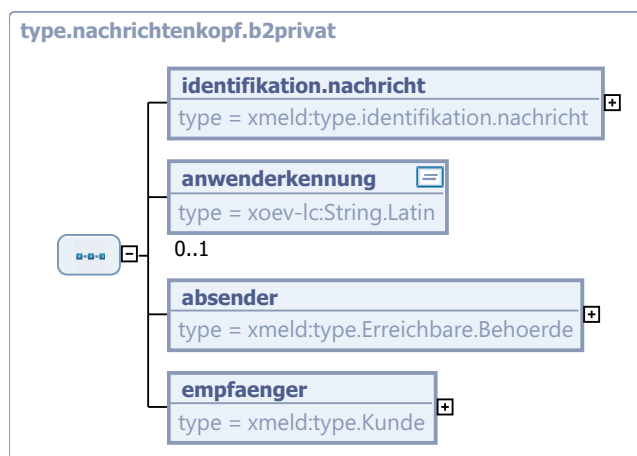 type.nachrichtenkopf.b2privat
identifikation.nachricht
type = xmeld:type.identifikation.nachricht
anwenderkennung
type = xoev-lc:String.Latin
0..1
absender
type = xmeld:type.Erreichbare.Behoerde
empfaenger
type = xmeld:type.Kunde